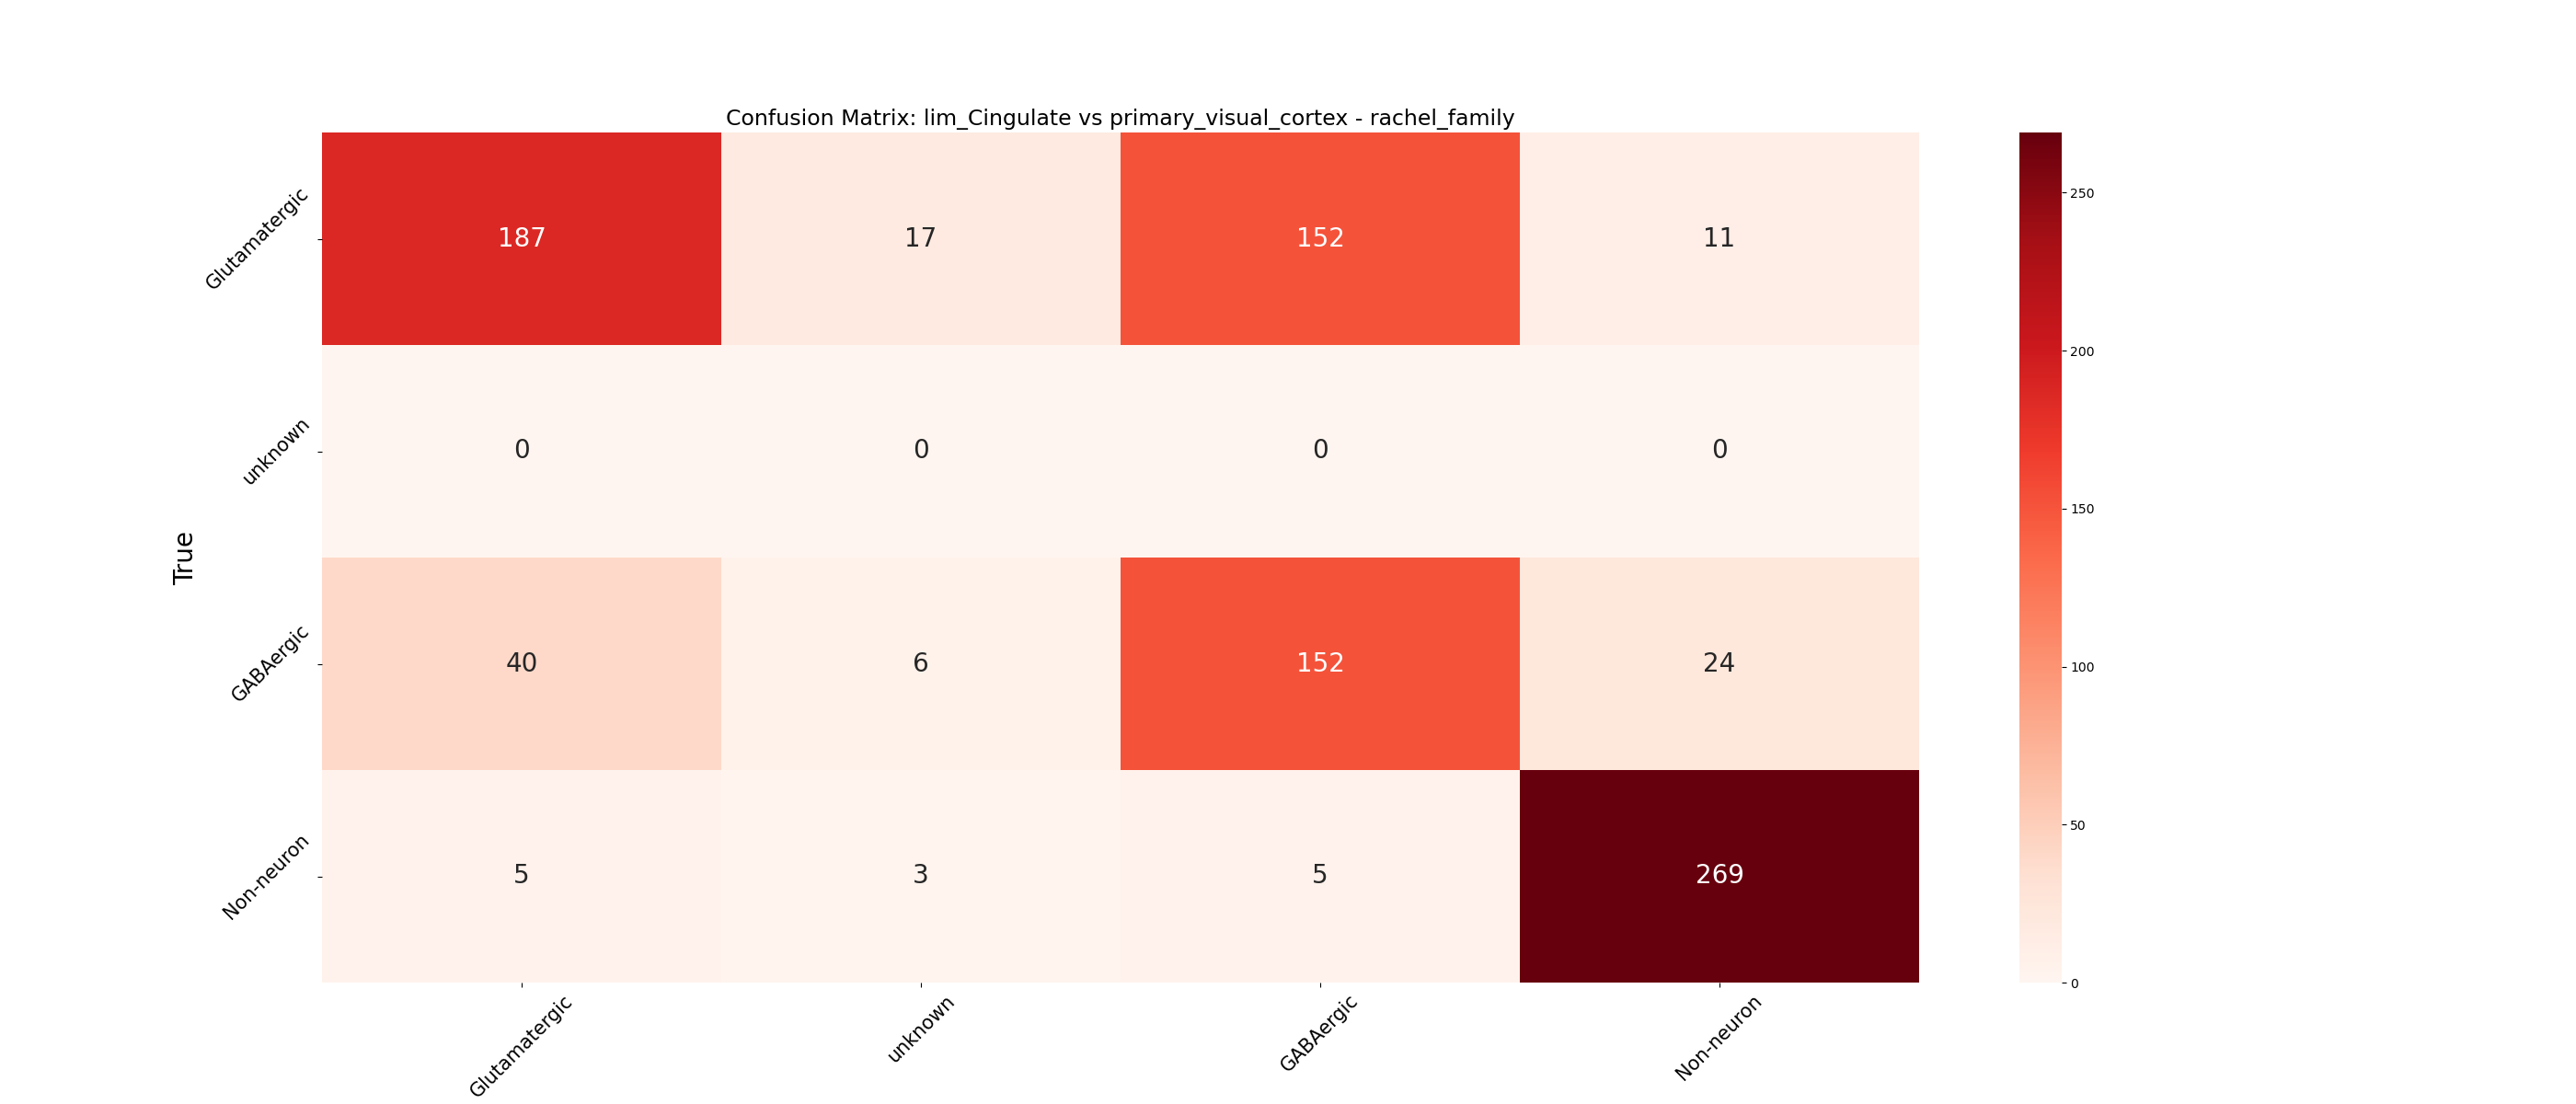 Confusion Matrix: lim_Cingulate vs primary_visual_cortex - rachel_family
True
Glutamatergic
187 17 152 11
unknown
0 0 0 0
GABAergic
40 6 152 24
Non-neuron
5 3 5 269
Glutamatergic unknown GABAergic Non-neuron
250
200
150
100
50
0